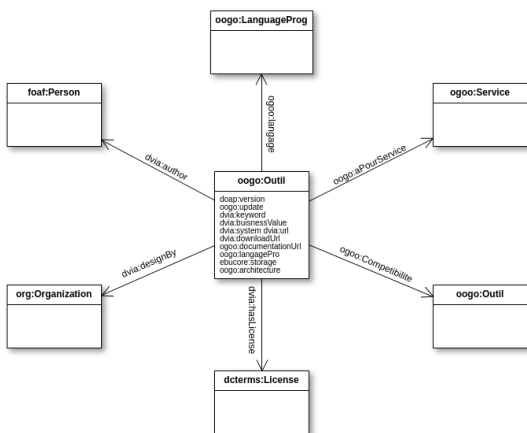 oogo:LanguageProg
foaf:Person
ogoo:Service
ogoo:langage
dvia:author
oogo:aPourService
oogo:Outil
doap:version
oogo:update
dvia:keyword
dvia:buisnessValue
dvia:system dvia:url
dvia:downloadUrl
ogoo:documentationUrl
oogo:langagePro
ebucore:storage
oogo:architecture
dvia:designBy
ogoo:Competibilite
org:Organization
dvia:hasLicense
oogo:Outil
dcterms:License